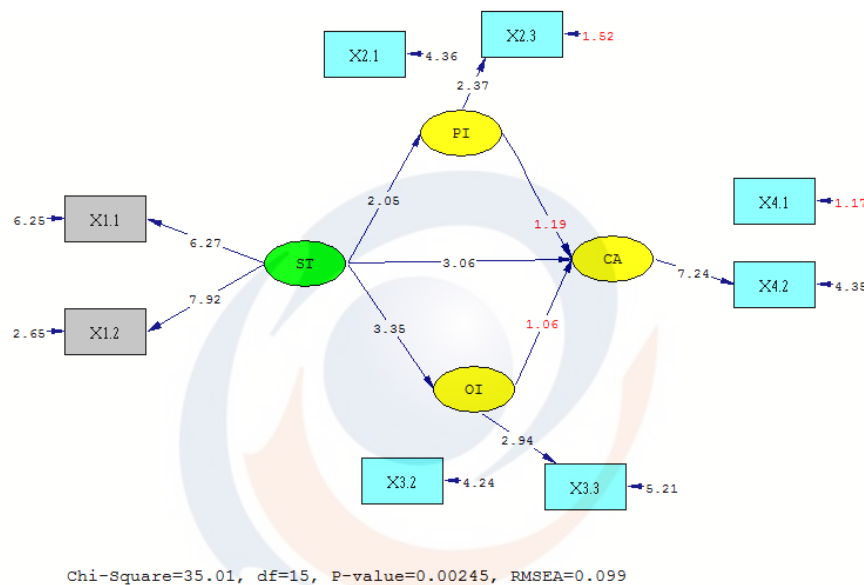 X2.3
1.52
X2.1
4.36
2.37
PI
2.05
1.19
X4.1
1.17
6.25
X1.1
6.27
ST
3.06
CA
7.24
X4.2
4.35
7.92
2.65
X1.2
3.35
1.06
OI
2.94
X3.2
4.24
X3.3
5.21
Chi-Square=35.01, df=15, P-value=0.00245, RMSEA=0.099